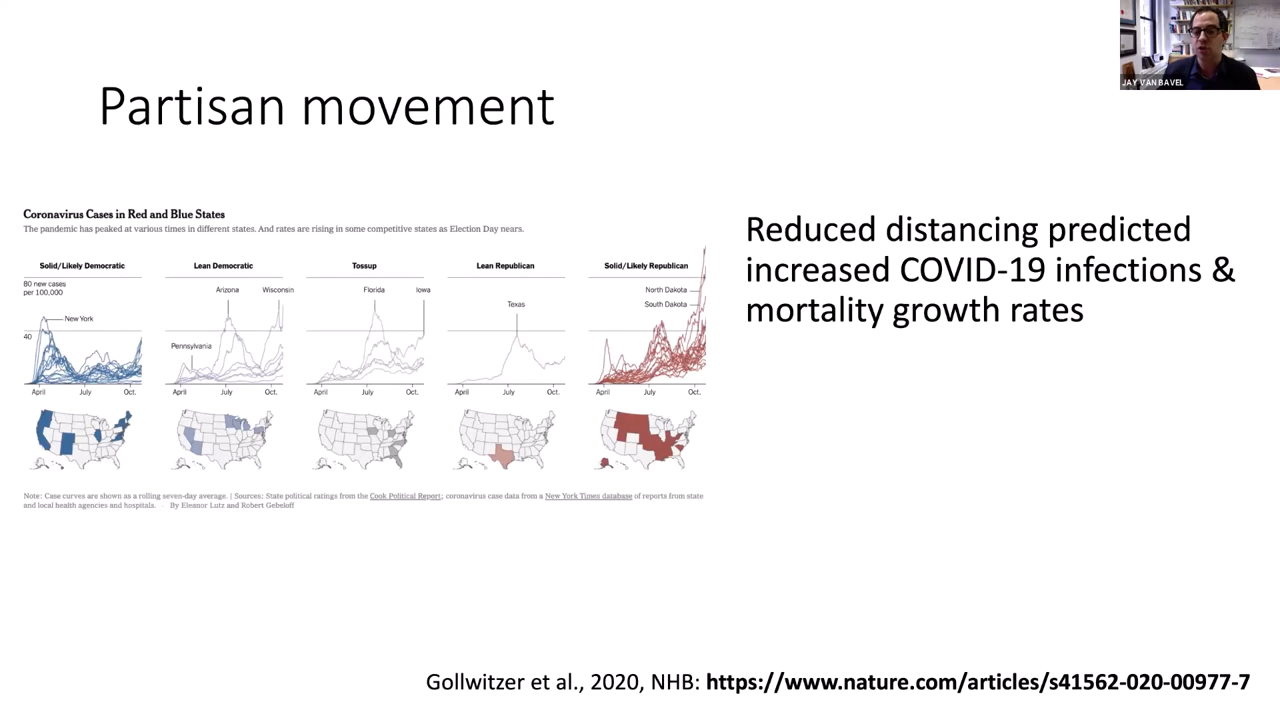 JAY VAN BAVEL
Partisan movement
Coronavirus Cases in Red and Blue States
The pandemic has peaked at various times in different states. And rates are rising in some competitive states as Election Day nears.
Solid/Likely Democratic
Lean Democratic
Tossup
Lean Republican
Solid/Likely Republican
80 new cases
per 100,000
New York
40
Arizona
Wisconsin
Pennsylvania
Florida
Iowa
Texas
North Dakota
South Dakota
April July Oct.
April July Oct.
April July Oct.
April July Oct.
April July Oct.
Note: Case curves are shown as a rolling seven-day average. | Sources: State political ratings from the Cook Political Report; coronavirus case data from a New York Times database of reports from state
and local health agencies and hospitals. · By Eleanor Lutz and Robert Gebeloff
Reduced distancing predicted
increased COVID-19 infections &
mortality growth rates
Gollwitzer et al., 2020, NHB: https://www.nature.com/articles/s41562-020-00977-7